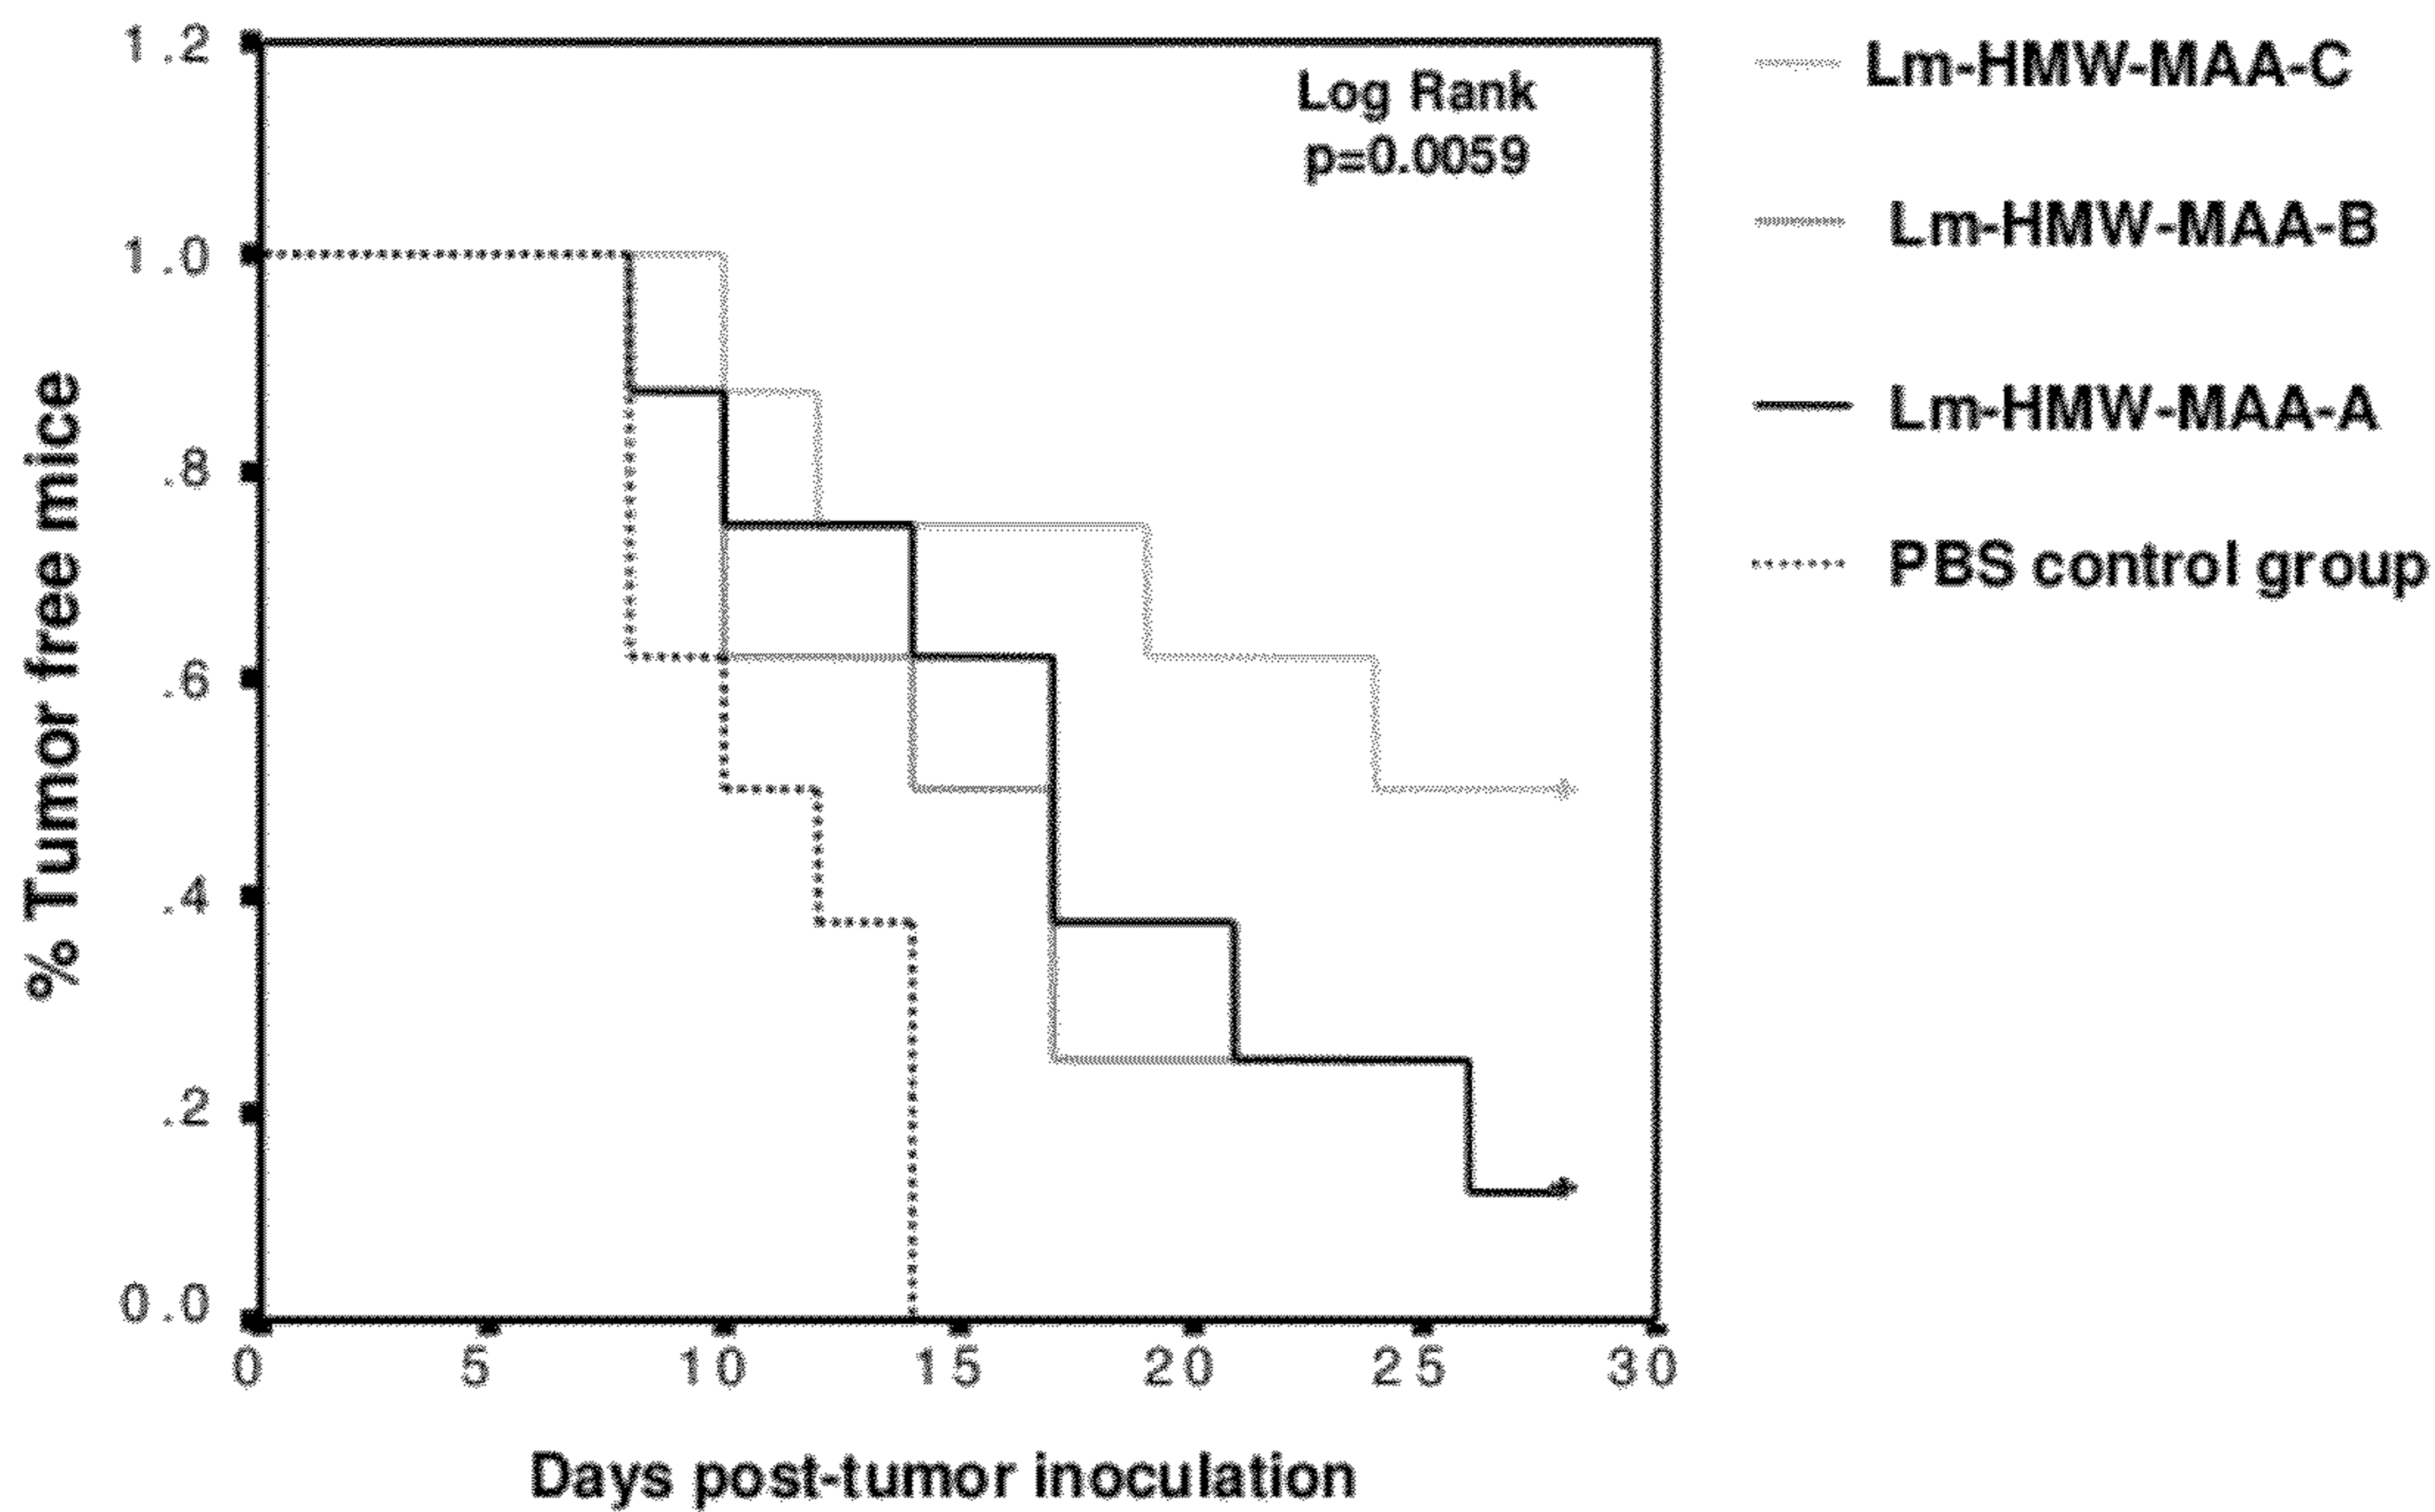 1.2
1.0
.8
.6
.4
.2
0.0
% Tumor free mice
Log Rank
p=0.0059
0 5 10 15 20 25 30
Days post-tumor inoculation
Lm-HMW-MAA-C
Lm-HMW-MAA-B
Lm-HMW-MAA-A
PBS control group